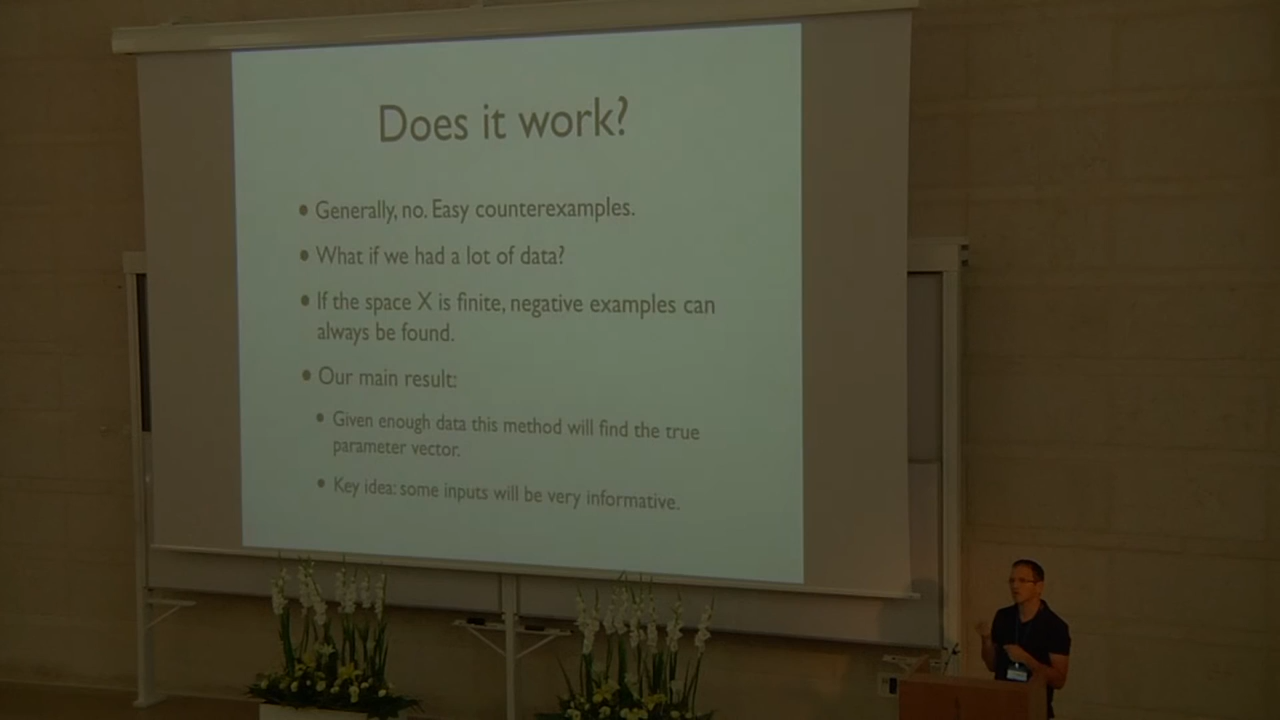 Does it work?
• Generally, no. Easy counterexamples.
• What if we had a lot of data?
• If the space X is finite, negative examples can
always be found.
• Our main result:
• Given enough data this method will find the true
parameter vector.
• Key idea: some inputs will be very informative.